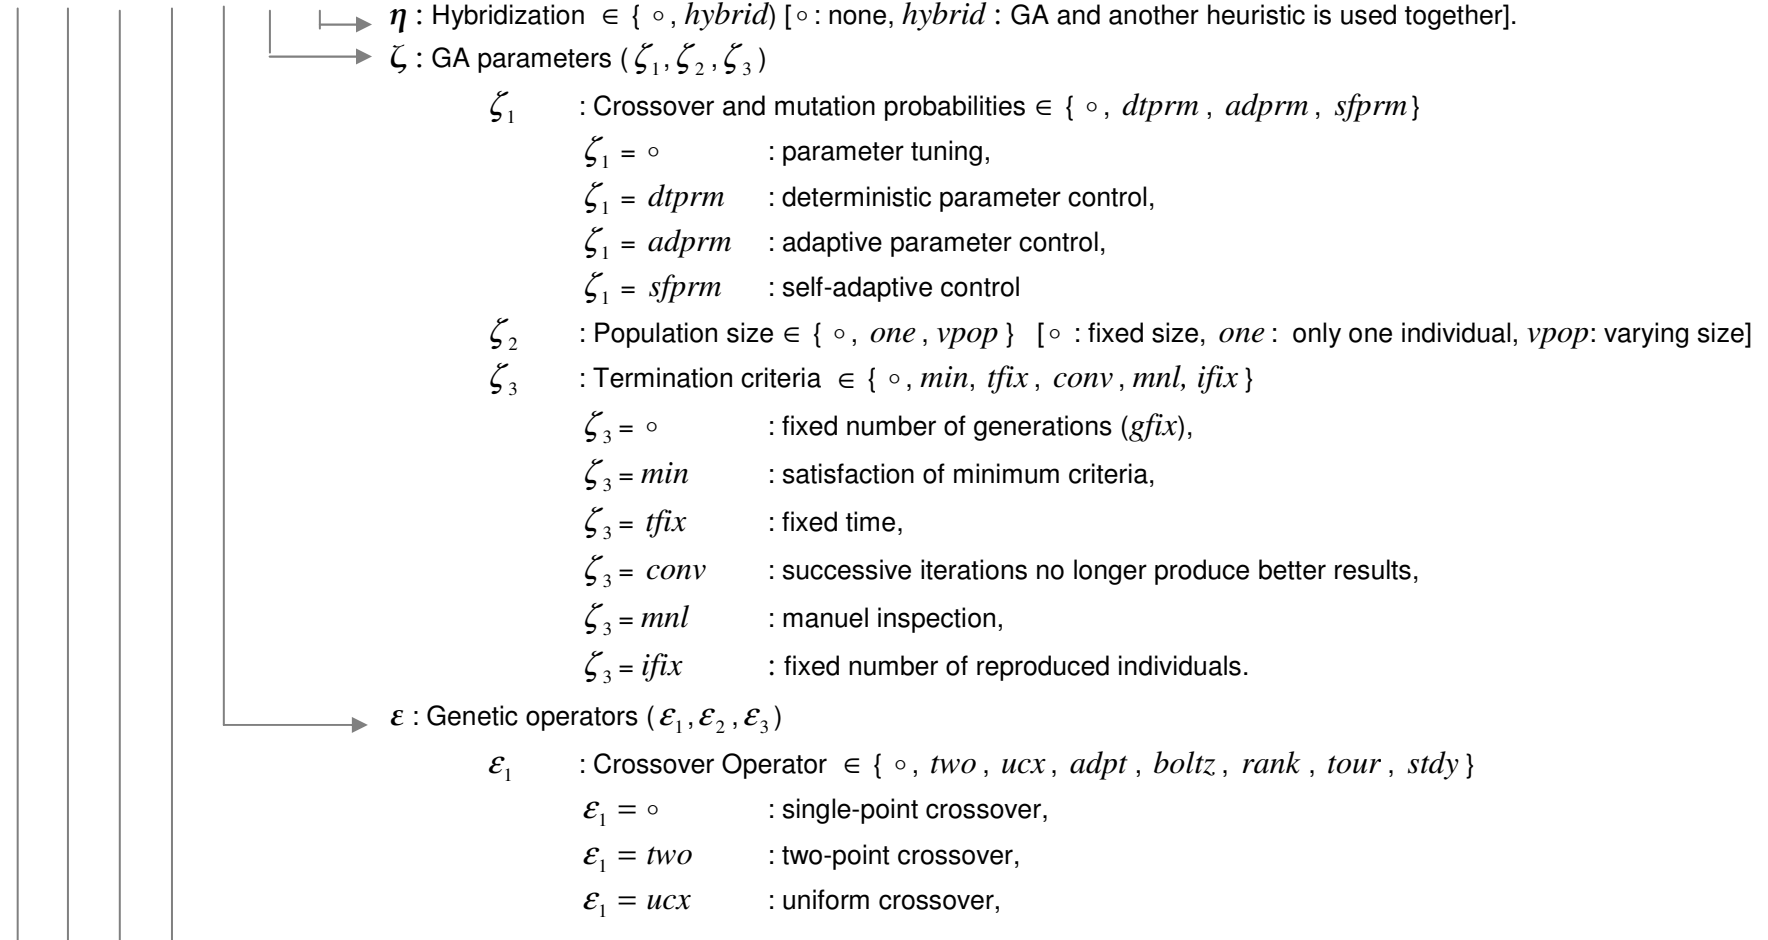 η : Hybridization ∈ { ∘, hybrid) [∘: none, hybrid : GA and another heuristic is used together].
ζ : GA parameters (ζ₁, ζ₂, ζ₃)
ζ₁ : Crossover and mutation probabilities ∈ { ∘, dtprm, adprm, sfprm}
ζ₁ = ∘ : parameter tuning,
ζ₁ = dtprm : deterministic parameter control,
ζ₁ = adprm : adaptive parameter control,
ζ₁ = sfprm : self-adaptive control
ζ₂ : Population size ∈ { ∘, one, vpop } [∘ : fixed size, one : only one individual, vpop: varying size]
ζ₃ : Termination criteria ∈ { ∘, min, tfix, conv, mnl, ifix }
ζ₃ = ∘ : fixed number of generations (gfix),
ζ₃ = min : satisfaction of minimum criteria,
ζ₃ = tfix : fixed time,
ζ₃ = conv : successive iterations no longer produce better results,
ζ₃ = mnl : manuel inspection,
ζ₃ = ifix : fixed number of reproduced individuals.
ε : Genetic operators (ε₁, ε₂, ε₃)
ε₁ : Crossover Operator ∈ { ∘, two, ucx, adpt, boltz, rank, tour, stdy }
ε₁ = ∘ : single-point crossover,
ε₁ = two : two-point crossover,
ε₁ = ucx : uniform crossover,